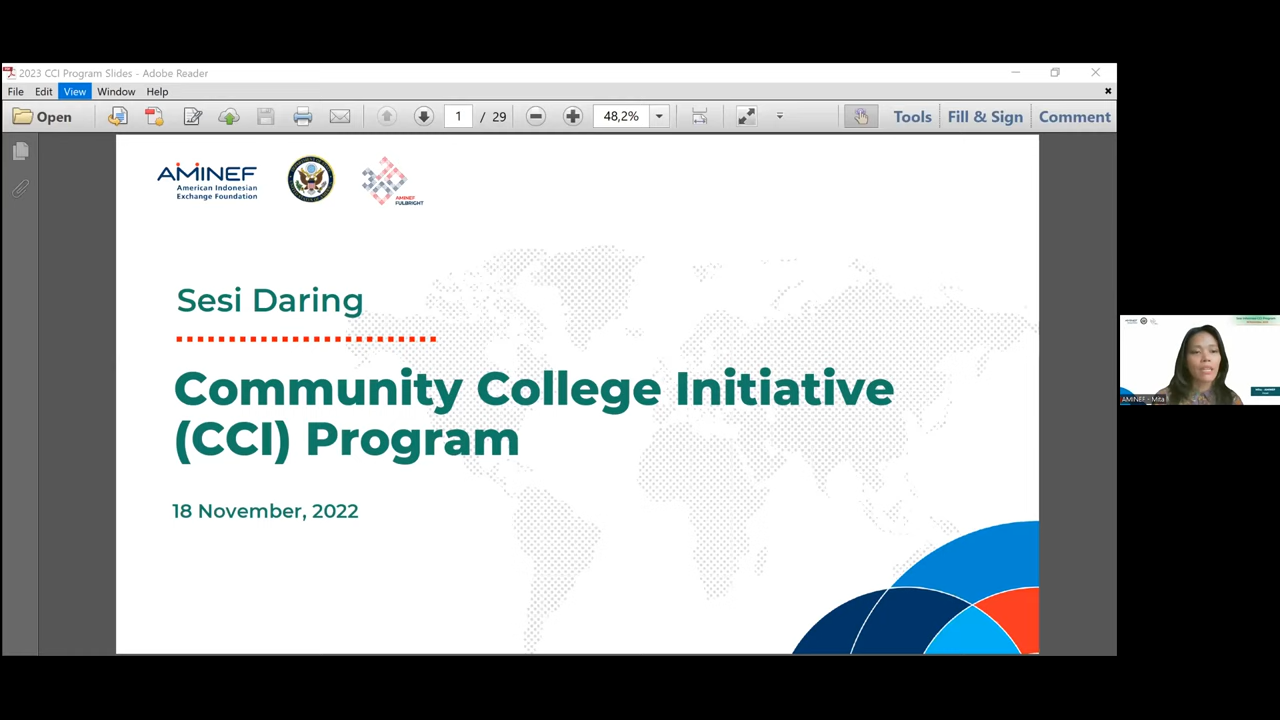 2023 CCI Program Slides - Adobe Reader
File Edit View Window Help
Open 1 / 29 48,2% Tools Fill & Sign Comment
AMINEF
American Indonesian
Exchange Foundation
AMINEF
FULBRIGHT
Sesi Daring
Community College Initiative
(CCI) Program
18 November, 2022
AMINEF - Mita